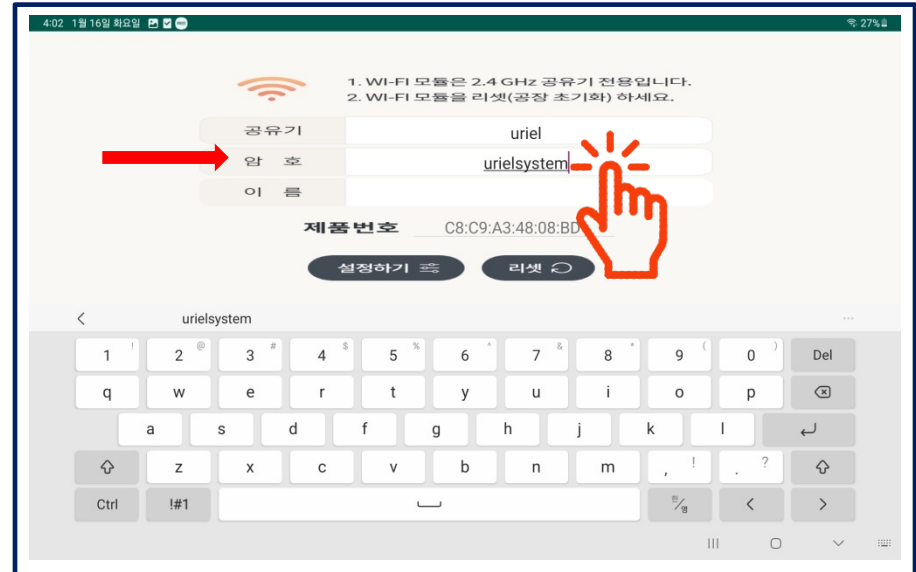 4:02 1월 16일 화요일
27%
1. WI-FI 모듈은 2.4 GHz 공유기 전용입니다.
2. WI-FI 모듈을 리셋(공장 초기화) 하세요.
공유기 uriel
암 호 urielsystem
이 름
제품번호 C8:C9:A3:48:08:BD
설정하기 리셋
urielsystem
1 ! 2 @ 3 # 4 $ 5 % 6 ^ 7 & 8 * 9 ( 0 ) Del
q w e r t y u i o p
a s d f g h j k l
z x c v b n m , ! . ?
Ctrl !#1 한/영 < >